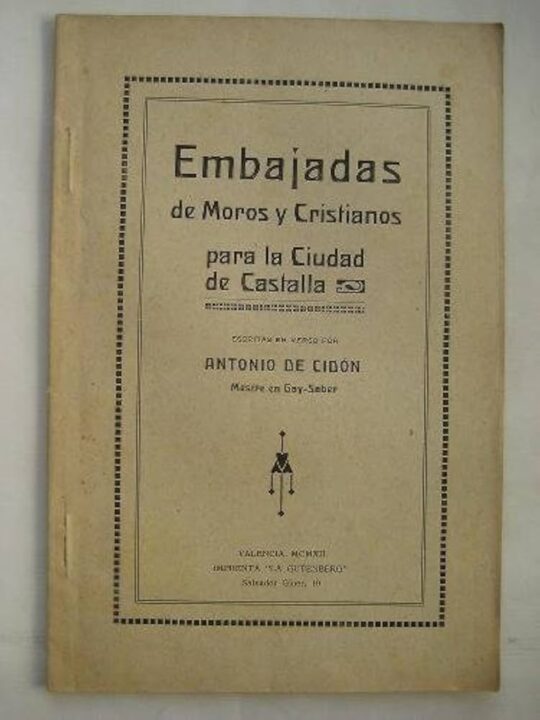 Embajadas
de Moros y Cristianos
para la Ciudad
de Castalla
ESCRITAS EN VERSO POR
ANTONIO DE CIDÓN
Mestre en Gay-Saber
VALENCIA, MCMXII
IMPRENTA "LA GUTENBERG"
Salvador Giner, 10